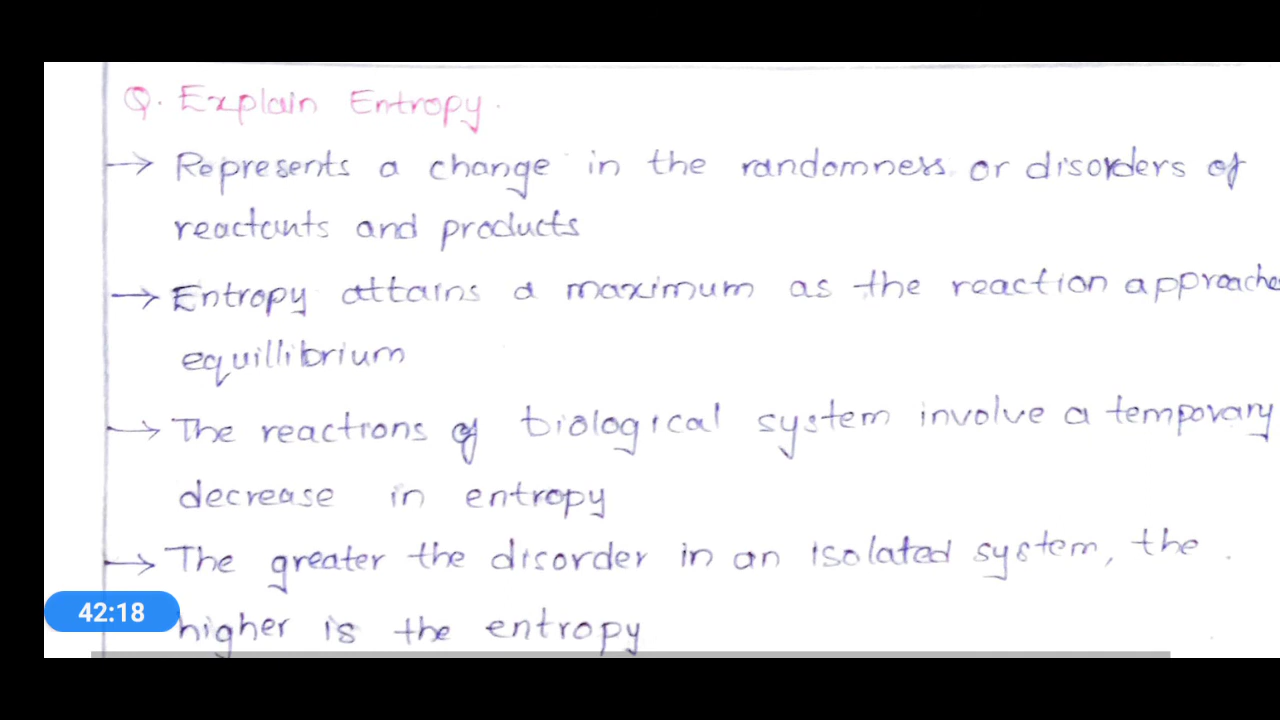 Q. Explain Entropy.
→ Represents a change in the randomness or disorders of
reactants and products
→ Entropy attains a maximum as the reaction approache
equillibrium
→ The reactions of biological system involve a temporary
decrease in entropy
→ The greater the disorder in an isolated system, the
42:18
higher is the entropy